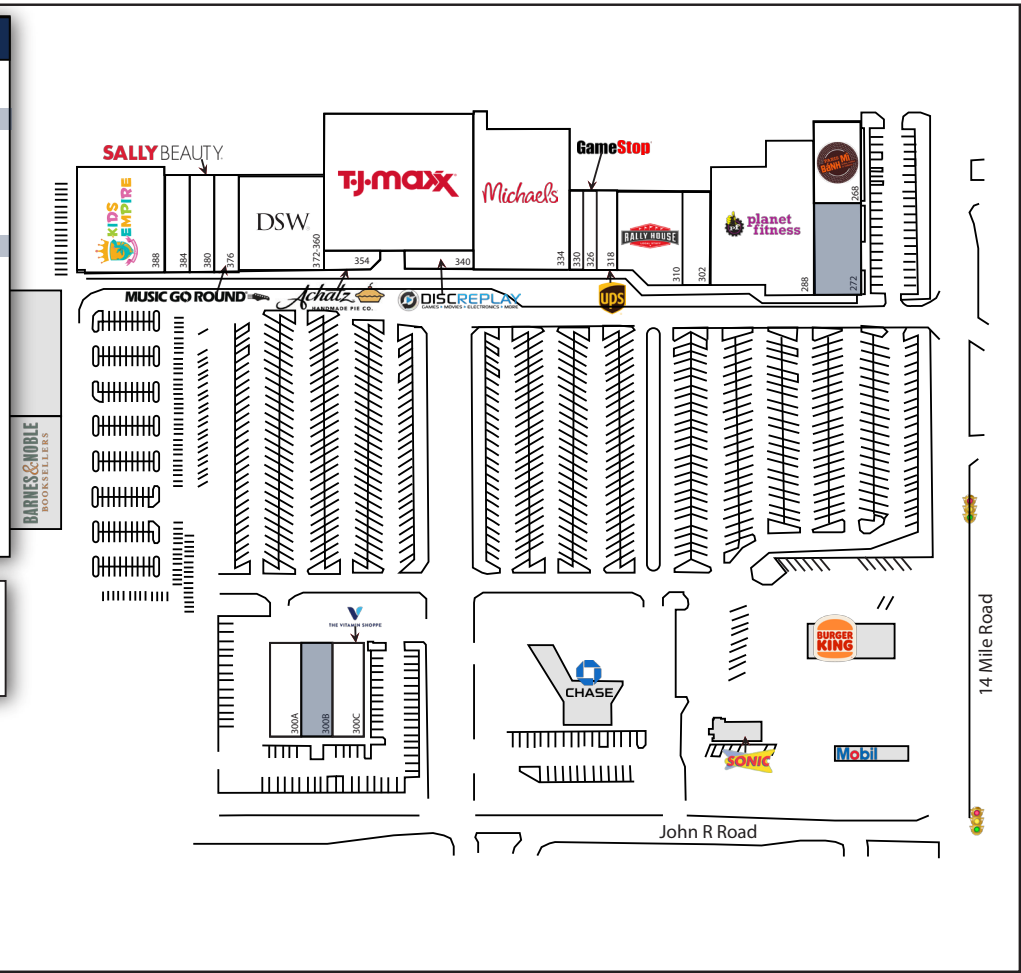 SALLY BEAUTY
KIDS
EMPIRE
388
384
380
376
DSW
372-360
T·J·maxx
354
340
Michaels
334
330
326
GameStop
318
RALLY HOUSE
310
302
planet
fitness
288
BÁNH MÌ
268
272
MUSIC GO ROUND
Achatz
HANDMADE PIE CO.
DISCREPLAY
GAMES • MOVIES • ELECTRONICS • MORE
ups
BARNES & NOBLE
BOOKSELLERS
THE VITAMIN SHOPPE
300A
300B
300C
CHASE
BURGER
KING
SONIC
Mobil
14 Mile Road
John R Road